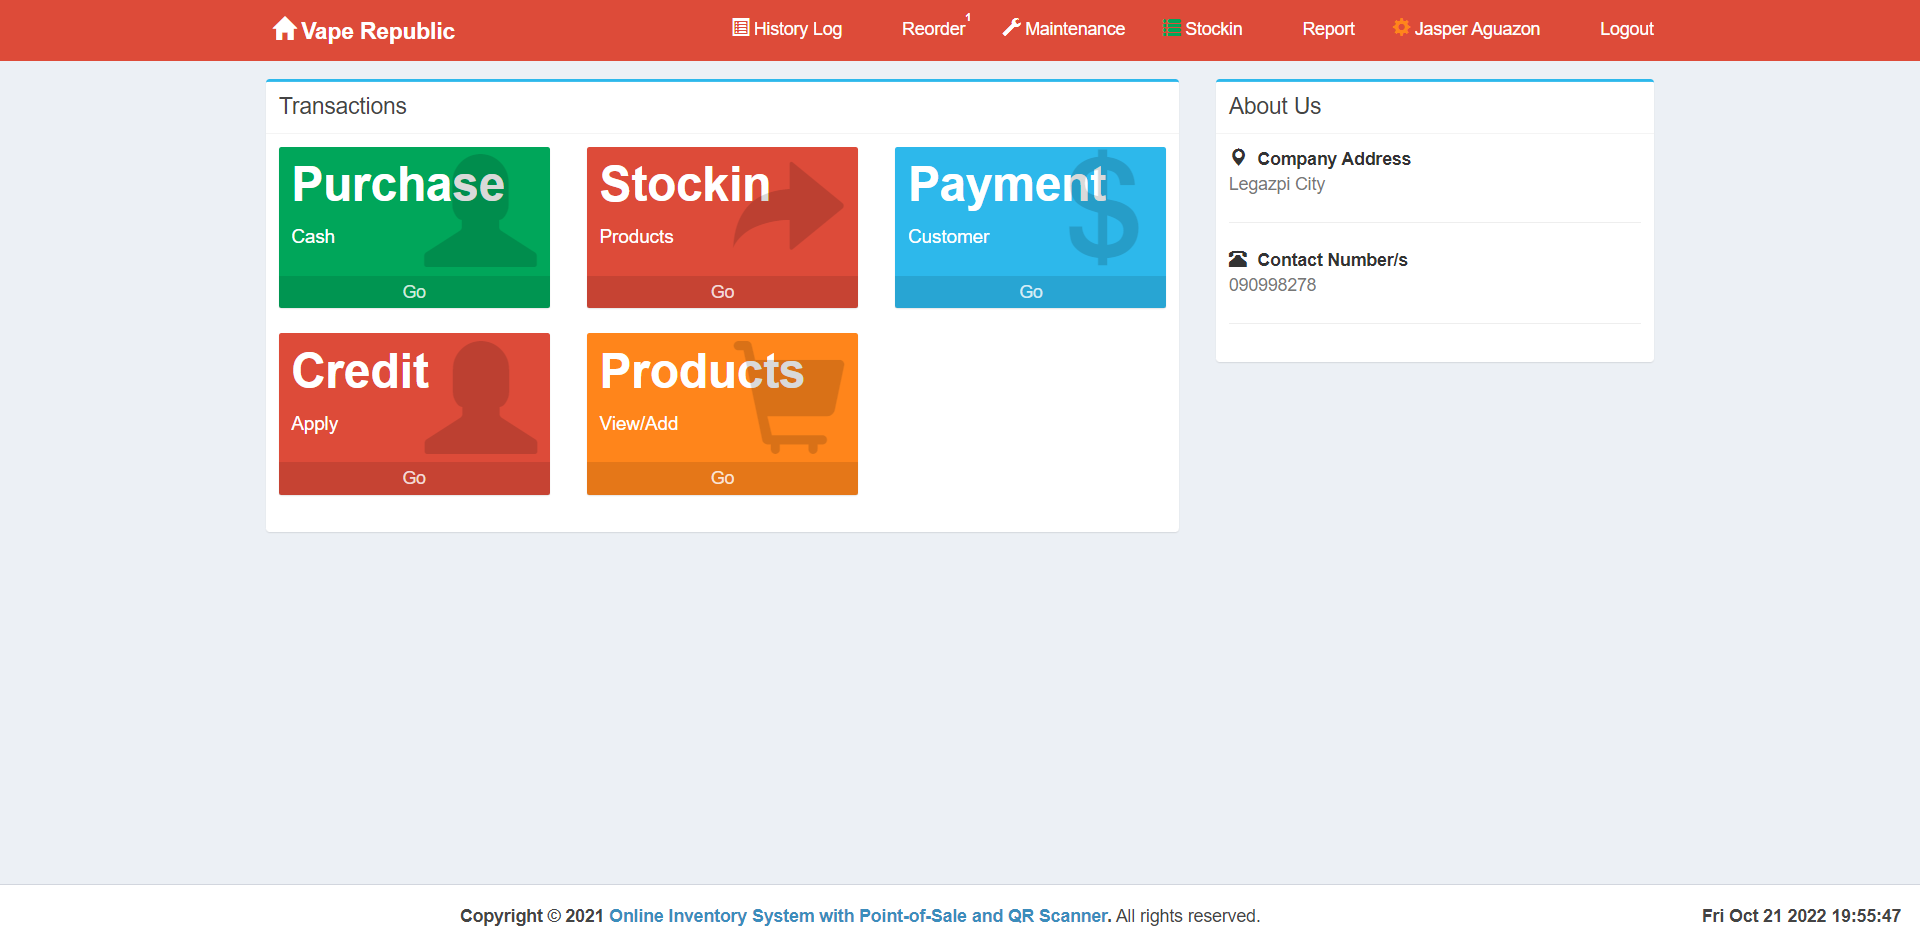 Vape Republic
History Log
Reorder 1
Maintenance
Stockin
Report
Jasper Aguazon
Logout
Transactions
Purchase
Cash
Go
Stockin
Products
Go
Payment
Customer
Go
Credit
Apply
Go
Products
View/Add
Go
About Us
Company Address
Legazpi City
Contact Number/s
090998278
Copyright © 2021 Online Inventory System with Point-of-Sale and QR Scanner. All rights reserved.
Fri Oct 21 2022 19:55:47